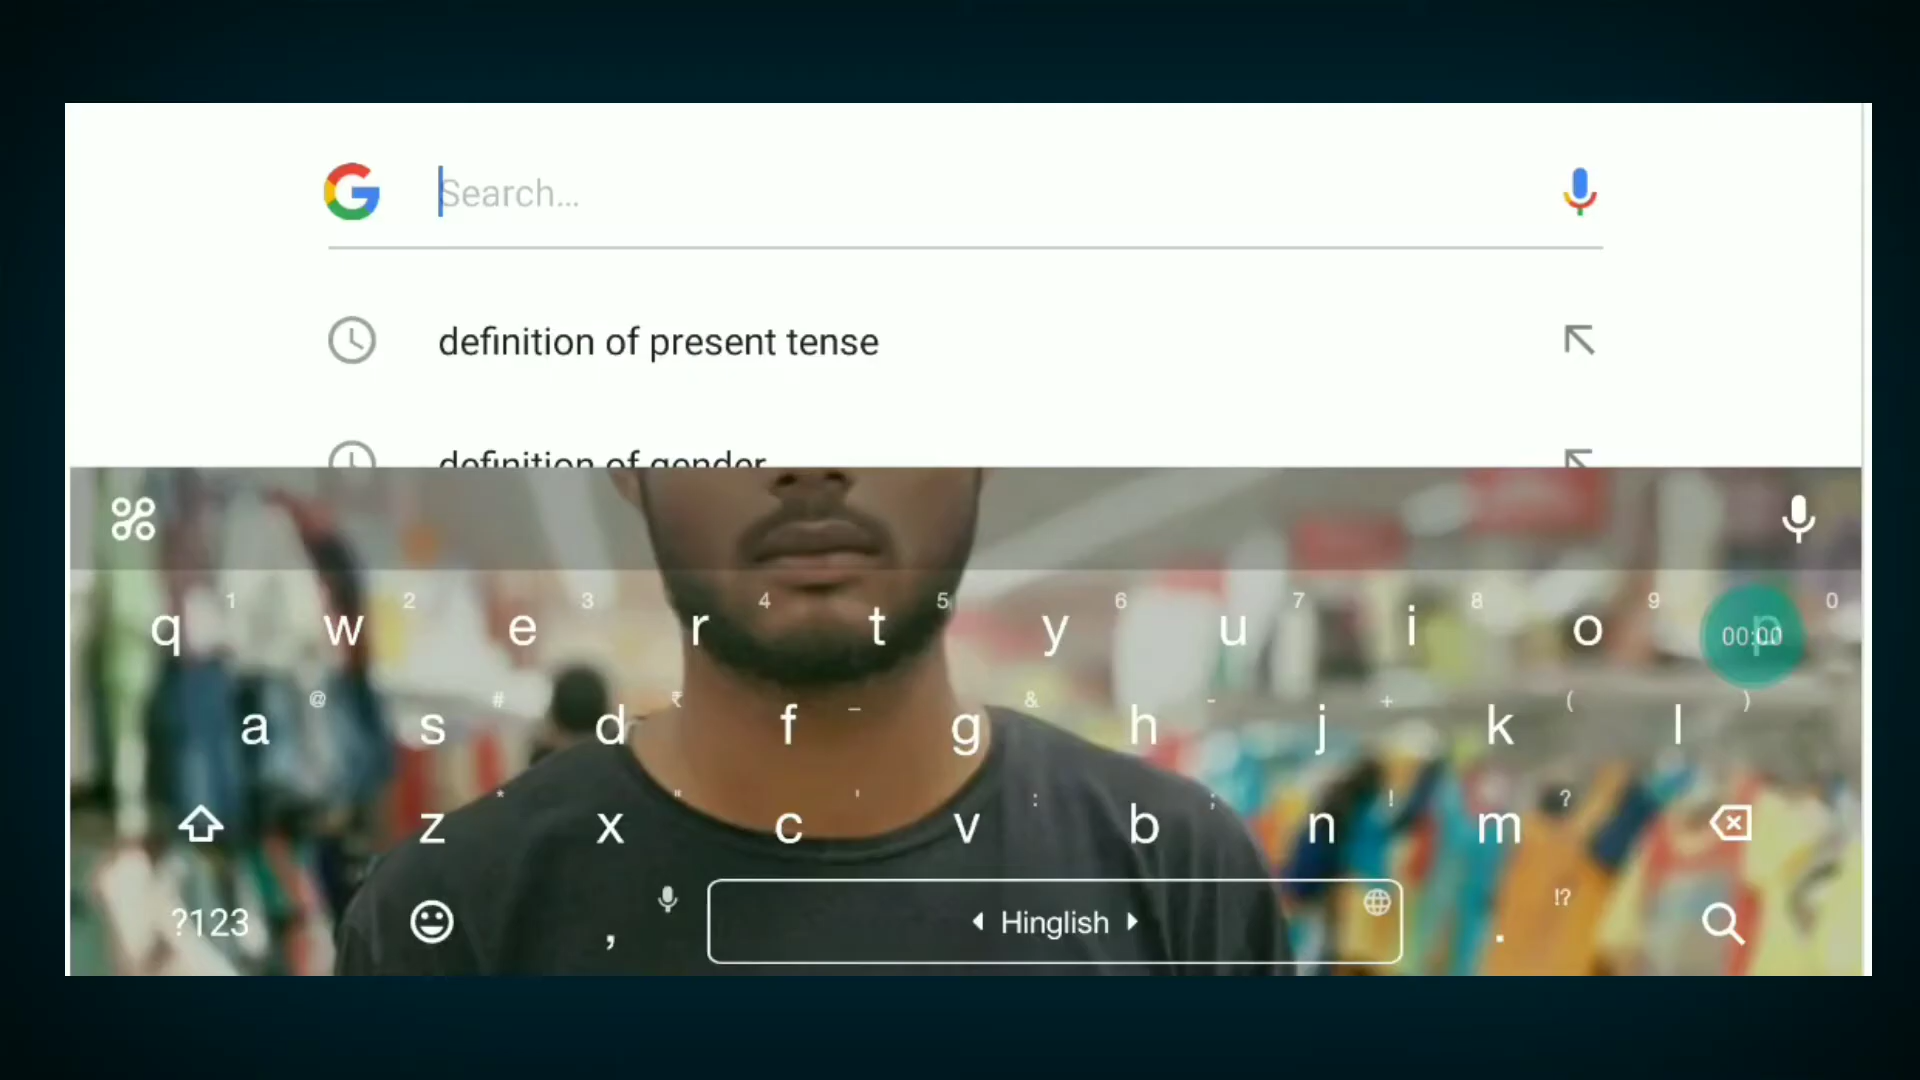 Search...
definition of present tense
definition of gender
1 2 3 4 5 6 7 8 9 0
q w e r t y u i o p
00:00
@ # ₹ _ & - + ( )
a s d f g h j k l
* " ' : ; ! ?
z x c v b n m
?123 , Hinglish . !?